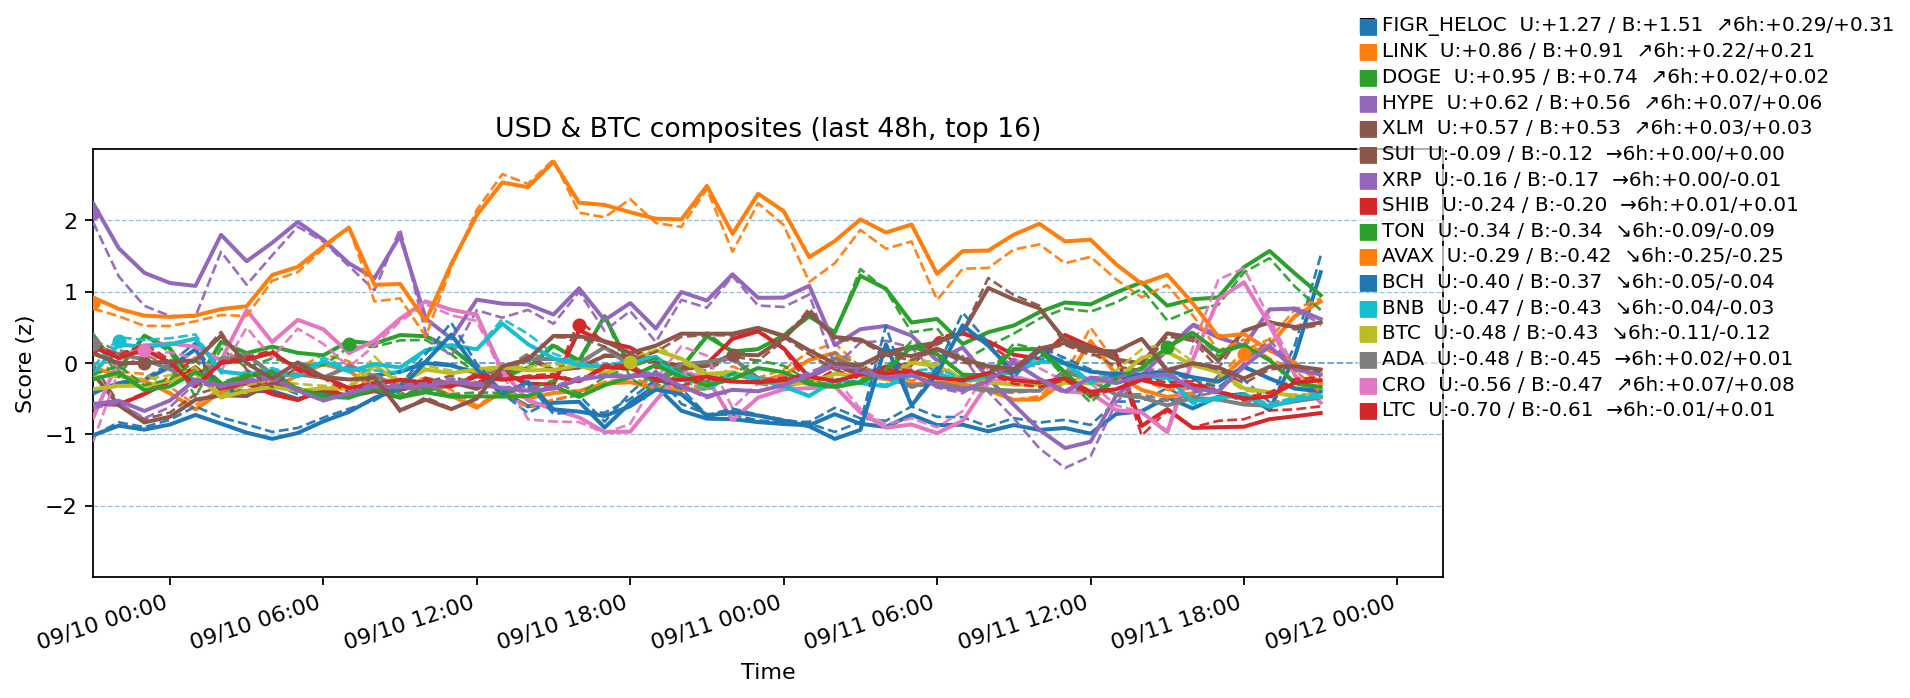 FIGR_HELOC  U:+1.27 / B:+1.51  ↗6h:+0.29/+0.31
LINK  U:+0.86 / B:+0.91  ↗6h:+0.22/+0.21
DOGE  U:+0.95 / B:+0.74  ↗6h:+0.02/+0.02
HYPE  U:+0.62 / B:+0.56  ↗6h:+0.07/+0.06
XLM  U:+0.57 / B:+0.53  ↗6h:+0.03/+0.03
SUI  U:-0.09 / B:-0.12  →6h:+0.00/+0.00
XRP  U:-0.16 / B:-0.17  →6h:+0.00/-0.01
SHIB  U:-0.24 / B:-0.20  →6h:+0.01/+0.01
TON  U:-0.34 / B:-0.34  ↘6h:-0.09/-0.09
AVAX  U:-0.29 / B:-0.42  ↘6h:-0.25/-0.25
BCH  U:-0.40 / B:-0.37  ↘6h:-0.05/-0.04
BNB  U:-0.47 / B:-0.43  ↘6h:-0.04/-0.03
BTC  U:-0.48 / B:-0.43  ↘6h:-0.11/-0.12
ADA  U:-0.48 / B:-0.45  →6h:+0.02/+0.01
CRO  U:-0.56 / B:-0.47  ↗6h:+0.07/+0.08
LTC  U:-0.70 / B:-0.61  →6h:-0.01/+0.01
USD & BTC composites (last 48h, top 16)
Score (z)
2
1
0
−1
−2
09/10 00:00
09/10 06:00
09/10 12:00
09/10 18:00
09/11 00:00
09/11 06:00
09/11 12:00
09/11 18:00
09/12 00:00
Time